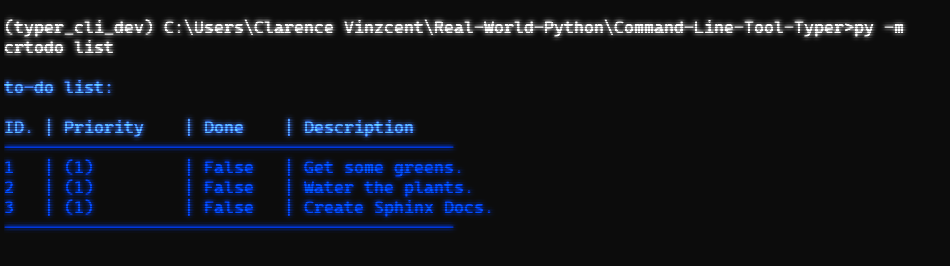 (typer_cli_dev) C:\Users\Clarence Vinzcent\Real-World-Python\Command-Line-Tool-Typer>py -m
crtodo list
to-do list:
ID. | Priority | Done | Description
1 | (1) | False | Get some greens.
2 | (1) | False | Water the plants.
3 | (1) | False | Create Sphinx Docs.